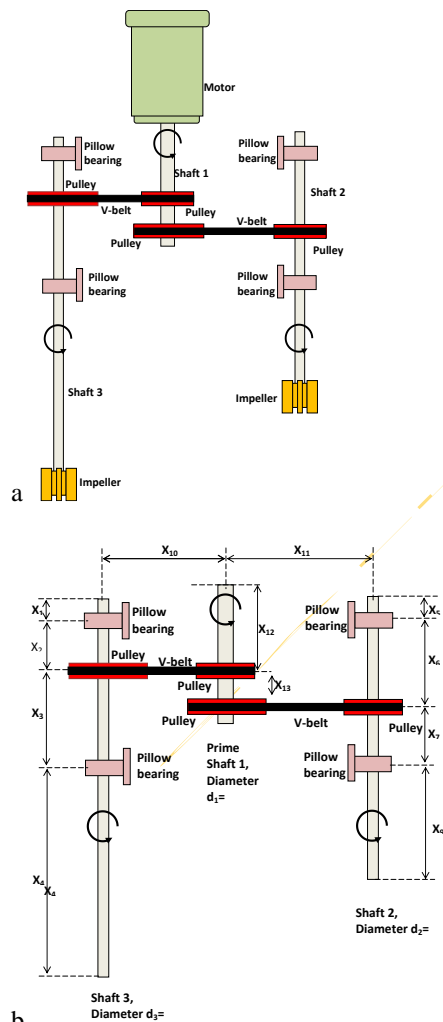 Motor
Pillow
bearing
Pillow
bearing
Shaft 1
Shaft 2
Pulley
V-belt
Pulley
V-belt
Pulley
Pulley
Pillow
bearing
Pillow
bearing
Shaft 3
Impeller
Impeller
a
X10
X11
X1
X12
X5
Pillow
bearing
Pillow
bearing
X2
X6
Pulley
V-belt
Pulley
X13
X3
Pulley
V-belt
Pulley
X7
Pillow
bearing
Prime
Shaft 1,
Diameter
d1=
Pillow
bearing
X4
X4
Shaft 2,
Diameter d2=
Shaft 3,
Diameter d3=
b